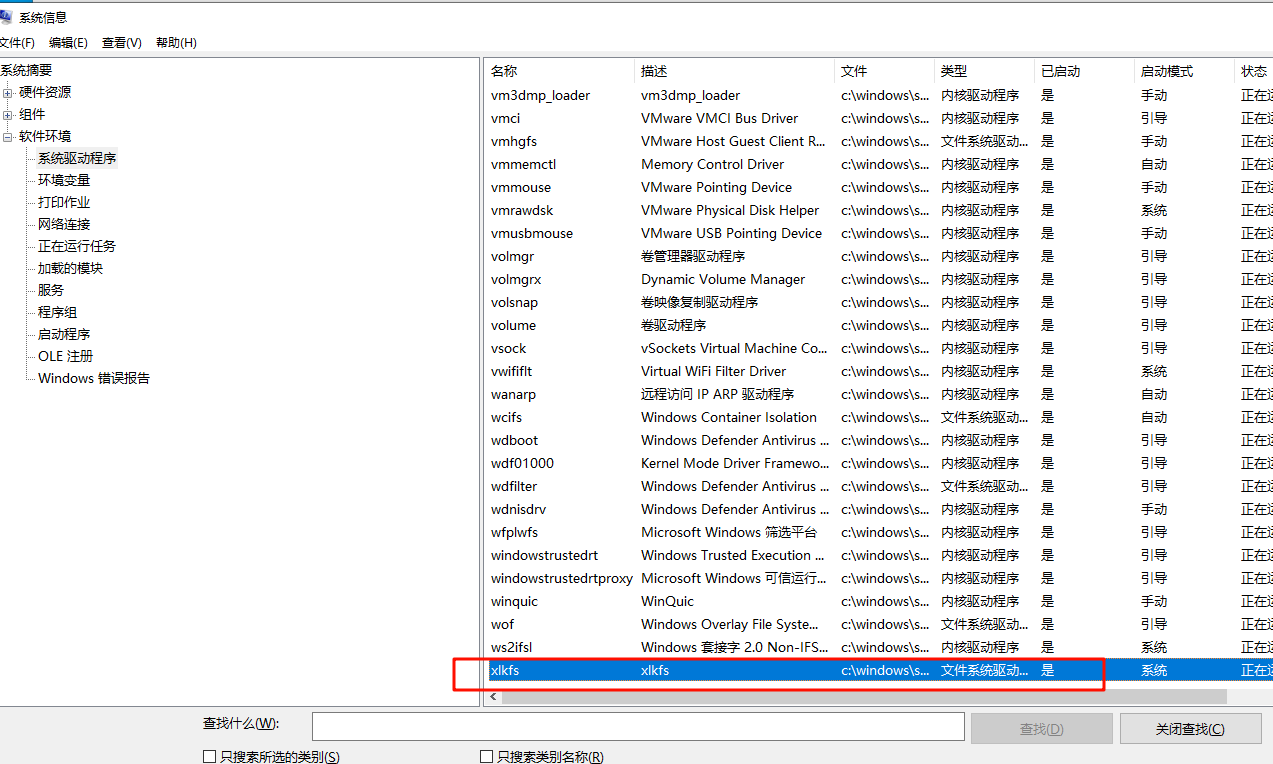 系统信息
文件(F) 编辑(E) 查看(V) 帮助(H)
系统摘要
硬件资源
组件
软件环境
系统驱动程序
环境变量
打印作业
网络连接
正在运行任务
加载的模块
服务
程序组
启动程序
OLE 注册
Windows 错误报告
名称 描述 文件 类型 已启动 启动模式 状态
vm3dmp_loader vm3dmp_loader c:\windows\s... 内核驱动程序 是 手动 正在
vmci VMware VMCI Bus Driver c:\windows\s... 内核驱动程序 是 引导 正在
vmhgfs VMware Host Guest Client R... c:\windows\s... 文件系统驱动... 是 手动 正在
vmmemctl Memory Control Driver c:\windows\s... 内核驱动程序 是 自动 正在
vmmouse VMware Pointing Device c:\windows\s... 内核驱动程序 是 手动 正在
vmrawdsk VMware Physical Disk Helper c:\windows\s... 内核驱动程序 是 系统 正在
vmusbmouse VMware USB Pointing Device c:\windows\s... 内核驱动程序 是 手动 正在
volmgr 卷管理器驱动程序 c:\windows\s... 内核驱动程序 是 引导 正在
volmgrx Dynamic Volume Manager c:\windows\s... 内核驱动程序 是 引导 正在
volsnap 卷映像复制驱动程序 c:\windows\s... 内核驱动程序 是 引导 正在
volume 卷驱动程序 c:\windows\s... 内核驱动程序 是 引导 正在
vsock vSockets Virtual Machine Co... c:\windows\s... 内核驱动程序 是 引导 正在
vwififlt Virtual WiFi Filter Driver c:\windows\s... 内核驱动程序 是 系统 正在
wanarp 远程访问 IP ARP 驱动程序 c:\windows\s... 内核驱动程序 是 自动 正在
wcifs Windows Container Isolation c:\windows\s... 文件系统驱动... 是 自动 正在
wdboot Windows Defender Antivirus ... c:\windows\s... 内核驱动程序 是 引导 正在
wdf01000 Kernel Mode Driver Framewo... c:\windows\s... 内核驱动程序 是 引导 正在
wdfilter Windows Defender Antivirus ... c:\windows\s... 文件系统驱动... 是 引导 正在
wdnisdrv Windows Defender Antivirus ... c:\windows\s... 内核驱动程序 是 手动 正在
wfplwfs Microsoft Windows 筛选平台 c:\windows\s... 内核驱动程序 是 引导 正在
windowstrustedrt Windows Trusted Execution ... c:\windows\s... 内核驱动程序 是 引导 正在
windowstrustedrtproxy Microsoft Windows 可信运行... c:\windows\s... 内核驱动程序 是 引导 正在
winquic WinQuic c:\windows\s... 内核驱动程序 是 手动 正在
wof Windows Overlay File Syste... c:\windows\s... 文件系统驱动... 是 引导 正在
ws2ifsl Windows 套接字 2.0 Non-IFS... c:\windows\s... 内核驱动程序 是 系统 正在
xlkfs xlkfs c:\windows\s... 文件系统驱动... 是 系统 正在
查找什么(W): 查找(D) 关闭查找(C)
只搜索所选的类别(S) 只搜索类别名称(R)